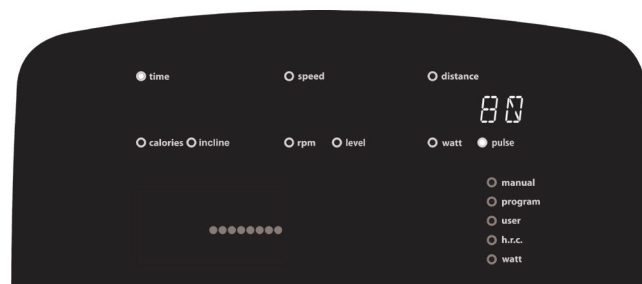 time speed distance
80
calories incline rpm level watt pulse
manual
program
user
h.r.c.
watt